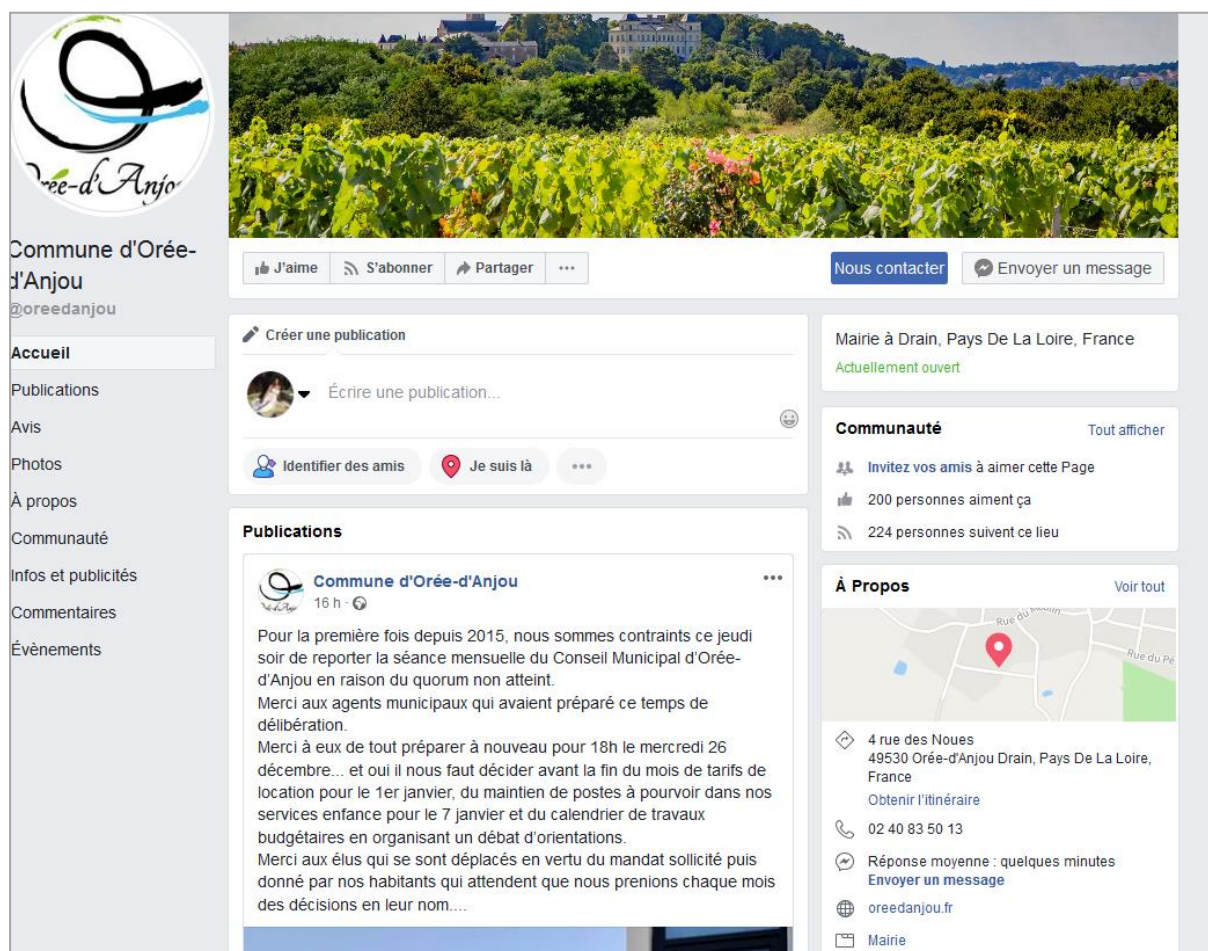 Orée-d'Anjou
Commune d'Orée-
d'Anjou
@oreedanjou
Accueil
Publications
Avis
Photos
À propos
Communauté
Infos et publicités
Commentaires
Évènements
J'aime
S'abonner
Partager
...
Nous contacter
Envoyer un message
Créer une publication
Écrire une publication...
Identifier des amis
Je suis là
...
Publications
Commune d'Orée-d'Anjou
...
16 h ·
Pour la première fois depuis 2015, nous sommes contraints ce jeudi
soir de reporter la séance mensuelle du Conseil Municipal d'Orée-
d'Anjou en raison du quorum non atteint.
Merci aux agents municipaux qui avaient préparé ce temps de
délibération.
Merci à eux de tout préparer à nouveau pour 18h le mercredi 26
décembre... et oui il nous faut décider avant la fin du mois de tarifs de
location pour le 1er janvier, du maintien de postes à pourvoir dans nos
services enfance pour le 7 janvier et du calendrier de travaux
budgétaires en organisant un débat d'orientations.
Merci aux élus qui se sont déplacés en vertu du mandat sollicité puis
donné par nos habitants qui attendent que nous prenions chaque mois
des décisions en leur nom....
Mairie à Drain, Pays De La Loire, France
Actuellement ouvert
Communauté
Tout afficher
Invitez vos amis à aimer cette Page
200 personnes aiment ça
224 personnes suivent ce lieu
À Propos
Voir tout
Rue du Moulin
Rue du Pé
4 rue des Noues
49530 Orée-d'Anjou Drain, Pays De La Loire,
France
Obtenir l'itinéraire
02 40 83 50 13
Réponse moyenne : quelques minutes
Envoyer un message
oreedanjou.fr
Mairie